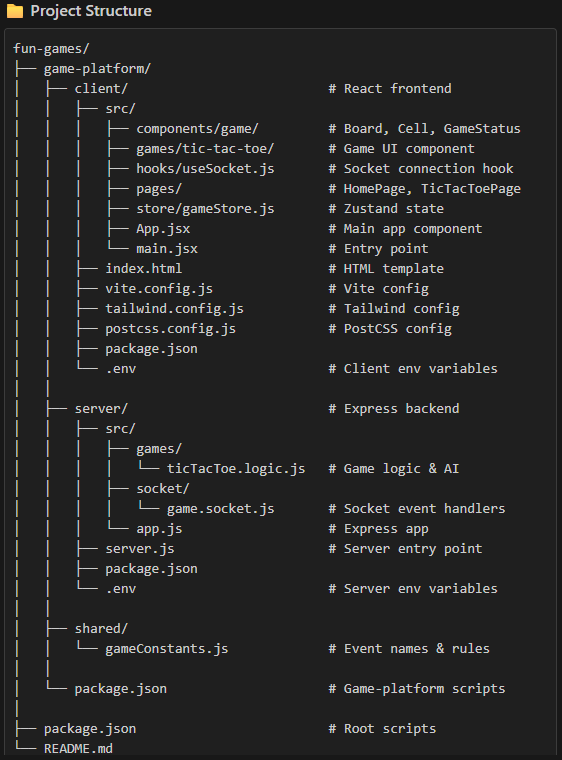 Project Structure
fun-games/
├── game-platform/
│   ├── client/                          # React frontend
│   │   ├── src/
│   │   │   ├── components/game/         # Board, Cell, GameStatus
│   │   │   ├── games/tic-tac-toe/       # Game UI component
│   │   │   ├── hooks/useSocket.js       # Socket connection hook
│   │   │   ├── pages/                   # HomePage, TicTacToePage
│   │   │   ├── store/gameStore.js       # Zustand state
│   │   │   ├── App.jsx                  # Main app component
│   │   │   └── main.jsx                 # Entry point
│   │   ├── index.html                   # HTML template
│   │   ├── vite.config.js               # Vite config
│   │   ├── tailwind.config.js           # Tailwind config
│   │   ├── postcss.config.js            # PostCSS config
│   │   ├── package.json
│   │   └── .env                         # Client env variables
│   │
│   ├── server/                          # Express backend
│   │   ├── src/
│   │   │   ├── games/
│   │   │   │   └── ticTacToe.logic.js   # Game logic & AI
│   │   │   ├── socket/
│   │   │   │   └── game.socket.js       # Socket event handlers
│   │   │   └── app.js                   # Express app
│   │   ├── server.js                    # Server entry point
│   │   ├── package.json
│   │   └── .env                         # Server env variables
│   │
│   ├── shared/
│   │   └── gameConstants.js             # Event names & rules
│   │
│   └── package.json                     # Game-platform scripts
│
├── package.json                         # Root scripts
└── README.md